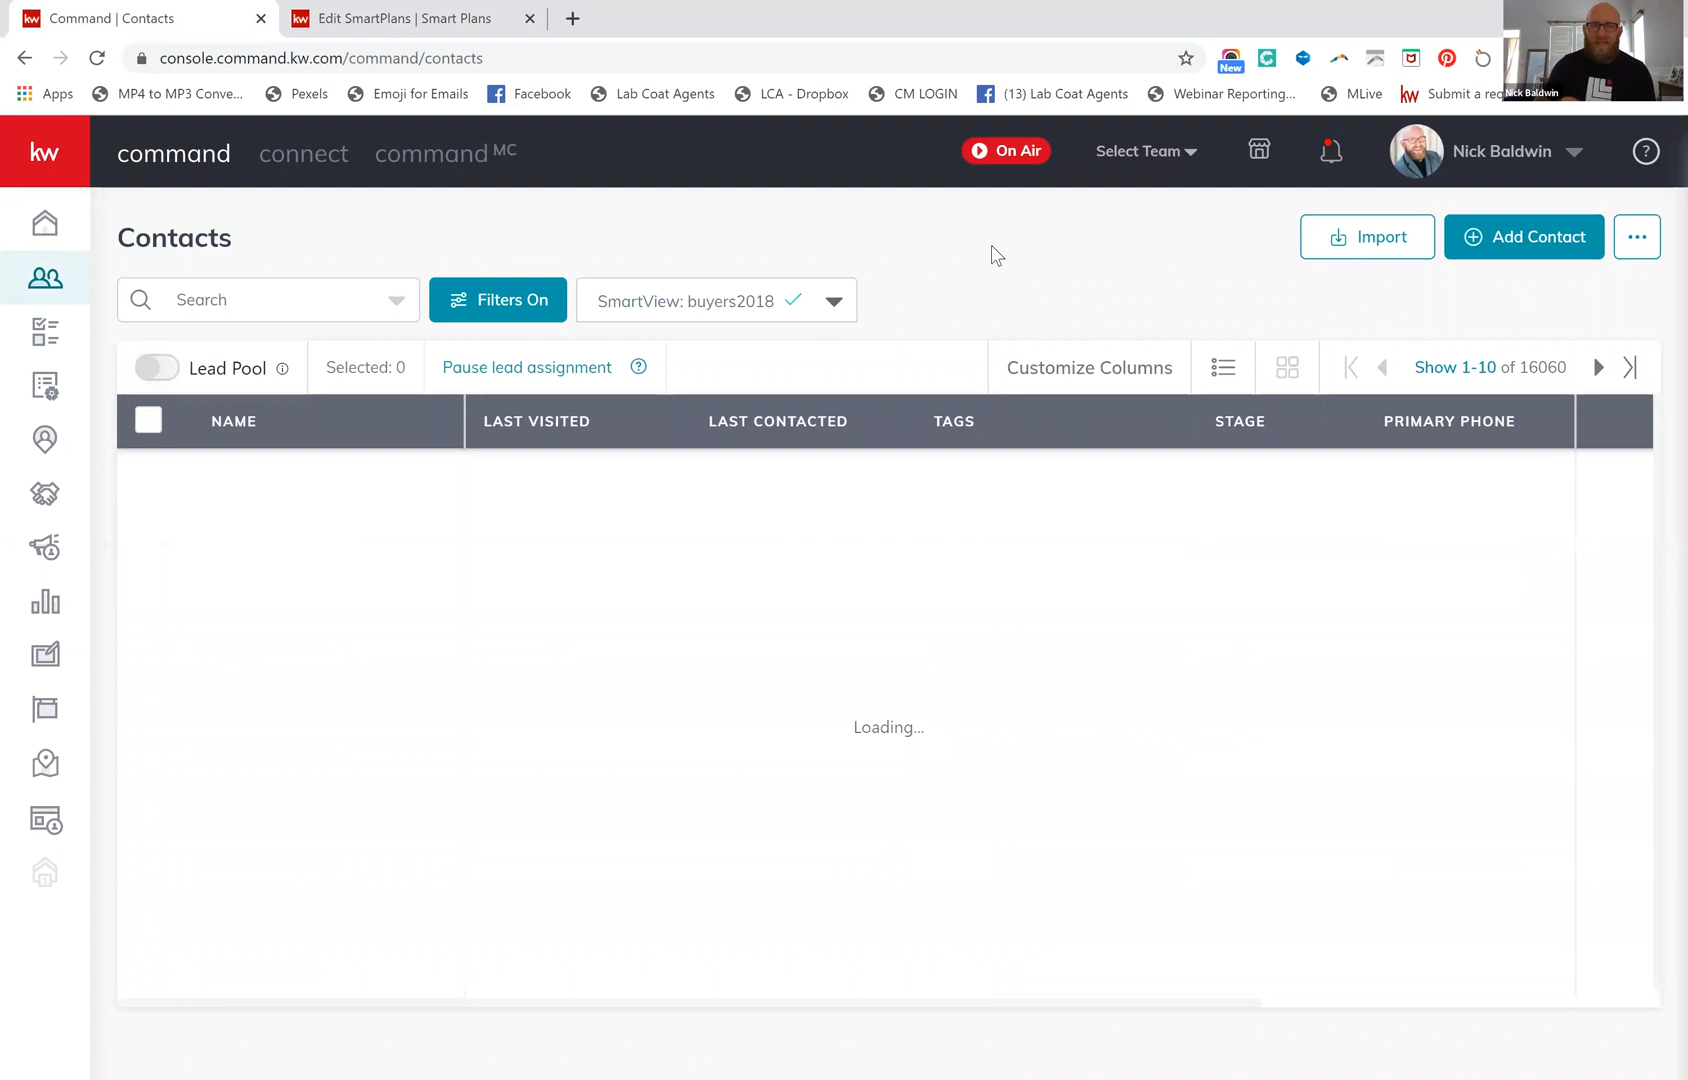 kw Command | Contacts
kw Edit SmartPlans | Smart Plans
console.command.kw.com/command/contacts
New
Apps MP4 to MP3 Conve... Pexels Emoji for Emails Facebook Lab Coat Agents LCA - Dropbox CM LOGIN (13) Lab Coat Agents Webinar Reporting... MLive kw Submit a req
Nick Baldwin
kw command connect command MC On Air Select Team Nick Baldwin ?
Contacts
Import Add Contact ...
Search Filters On SmartView: buyers2018
Lead Pool Selected: 0 Pause lead assignment ? Customize Columns Show 1-10 of 16060
NAME LAST VISITED LAST CONTACTED TAGS STAGE PRIMARY PHONE
Loading...